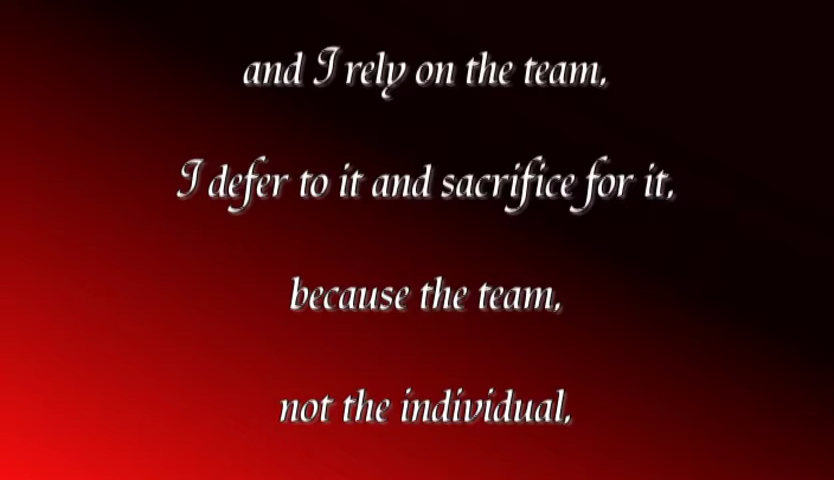 and I rely on the team,
I defer to it and sacrifice for it,
because the team,
not the individual,